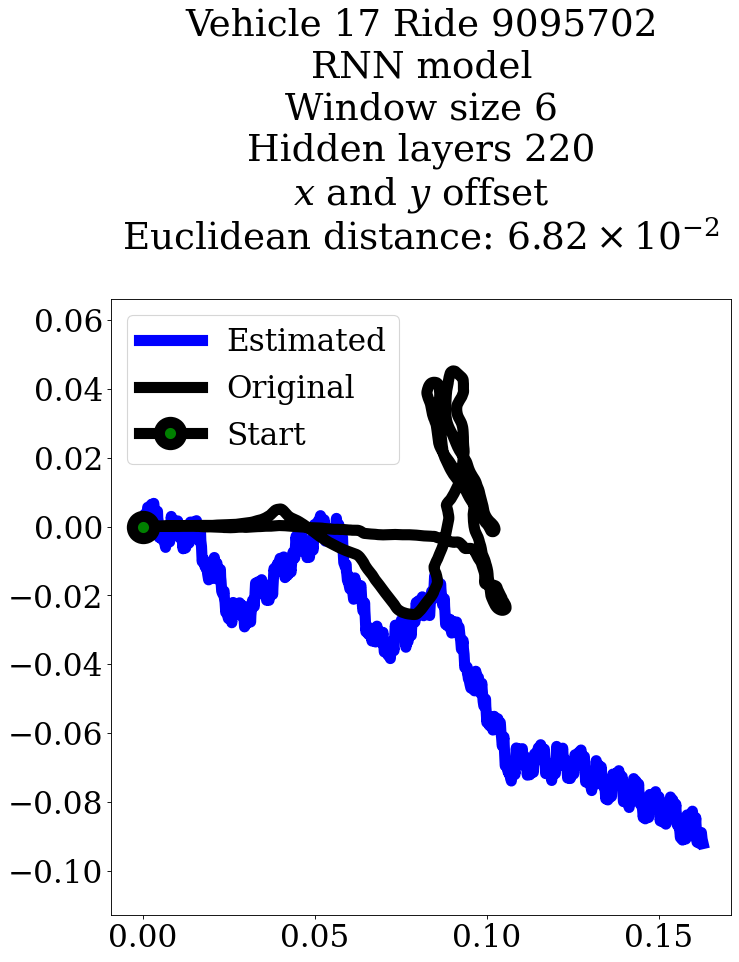 Vehicle 17 Ride 9095702
RNN model
Window size 6
Hidden layers 220
x and y offset
Euclidean distance: 6.82 × 10⁻²
Estimated
Original
Start
0.06
0.04
0.02
0.00
−0.02
−0.04
−0.06
−0.08
−0.10
0.00 0.05 0.10 0.15